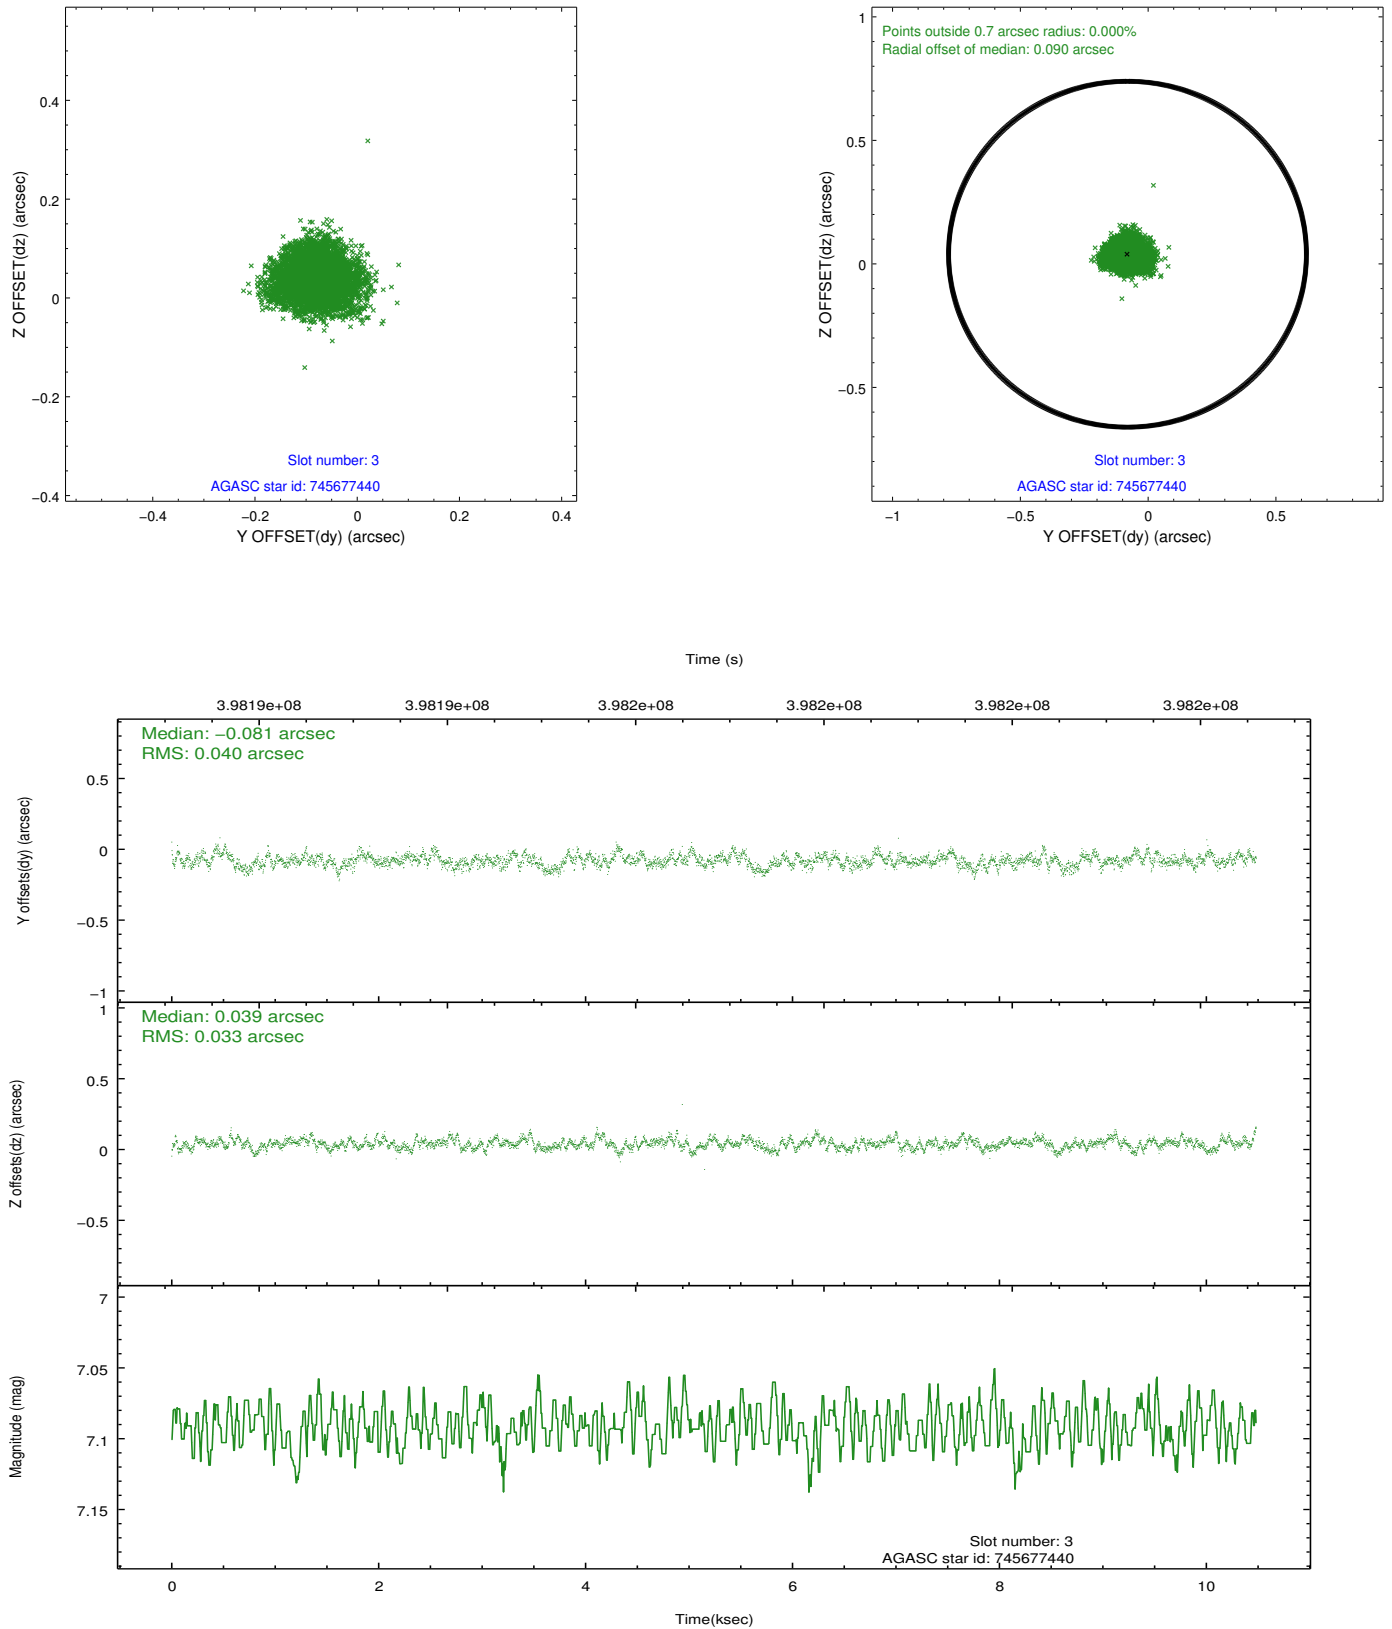 0.4
0.2
0
−0.2
−0.4
Z OFFSET(dz) (arcsec)
Slot number: 3
AGASC star id: 745677440
−0.4
−0.2
0
0.2
0.4
Y OFFSET(dy) (arcsec)
Points outside 0.7 arcsec radius: 0.000%
Radial offset of median: 0.090 arcsec
1
0.5
0
−0.5
Z OFFSET(dz) (arcsec)
Slot number: 3
AGASC star id: 745677440
−1
−0.5
0
0.5
Y OFFSET(dy) (arcsec)
Time (s)
3.9819e+08
3.9819e+08
3.982e+08
3.982e+08
3.982e+08
3.982e+08
Median: −0.081 arcsec
RMS: 0.040 arcsec
0.5
0
−0.5
−1
Y offsets(dy) (arcsec)
Median: 0.039 arcsec
RMS: 0.033 arcsec
1
0.5
0
−0.5
Z offsets(dz) (arcsec)
7
7.05
7.1
7.15
Magnitude (mag)
Slot number: 3
AGASC star id: 745677440
0
2
4
6
8
10
Time(ksec)